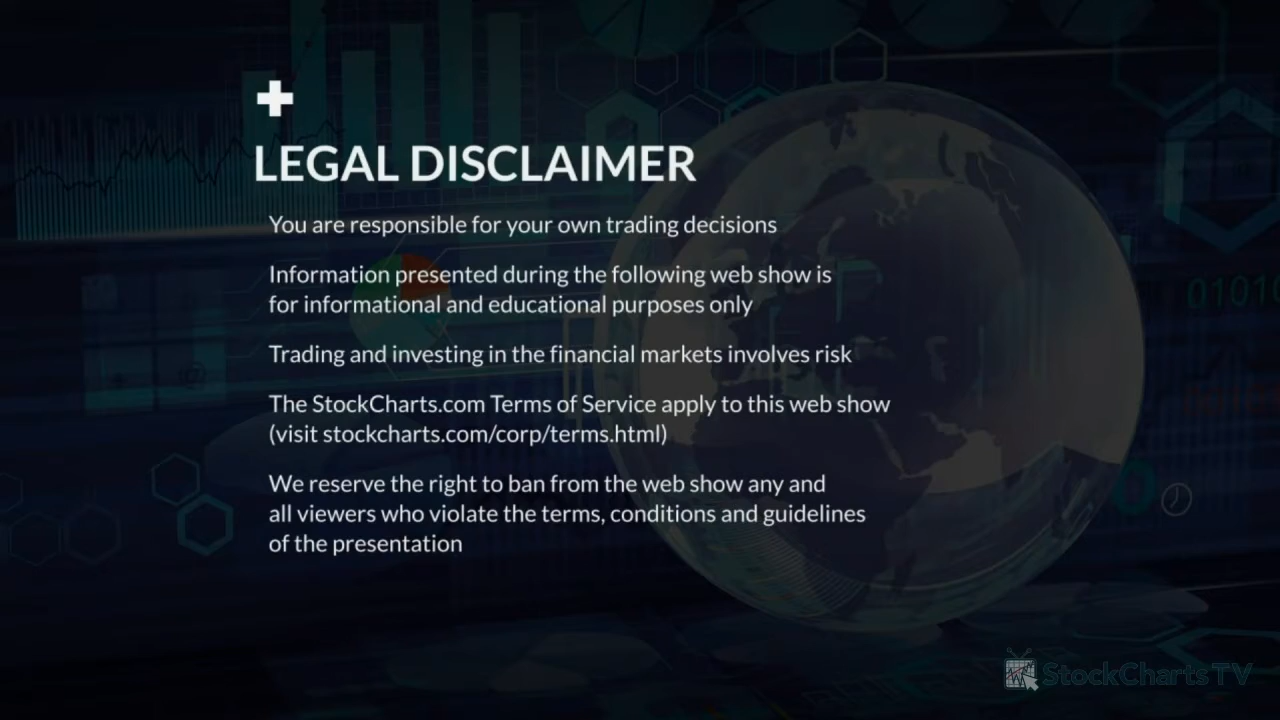 LEGAL DISCLAIMER
You are responsible for your own trading decisions
Information presented during the following web show is
for informational and educational purposes only
Trading and investing in the financial markets involves risk
The StockCharts.com Terms of Service apply to this web show
(visit stockcharts.com/corp/terms.html)
We reserve the right to ban from the web show any and
all viewers who violate the terms, conditions and guidelines
of the presentation
01010
StockChartsTV